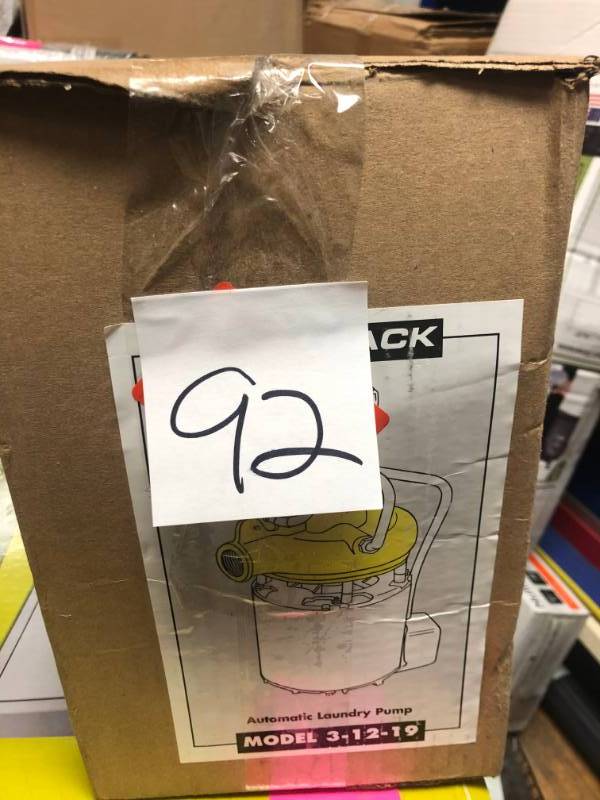 ACK
92
Automatic Laundry Pump
MODEL 3-12-19